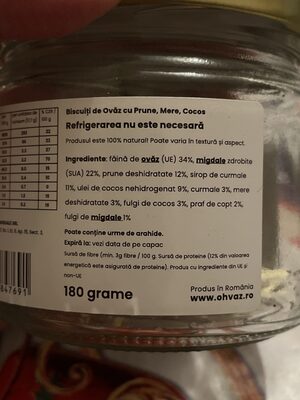 Biscuiți de Ovăz cu Prune, Mere, Cocos
Refrigerarea nu este necesară
Produsul este 100% natural! Poate varia în textură și aspect.
Ingrediente: făină de ovăz (UE) 34%, migdale zdrobite
(SUA) 22%, prune deshidratate 12%, sirop de curmale
11%, ulei de cocos nehidrogenat 9%, curmale 3%, mere
deshidratate 3%, fulgi de cocos 3%, praf de copt 2%,
fulgi de migdale 1%
Poate conține urme de arahide.
Expiră la: vezi data de pe capac
Sursă de fibre (min. 3g fibre / 100 g. Sursă de proteine (12% din valoarea
energetică este asigurată de proteine). Produs cu ingrediente din UE și
non-UE
180 grame
Produs în România
www.ohvaz.ro
847691